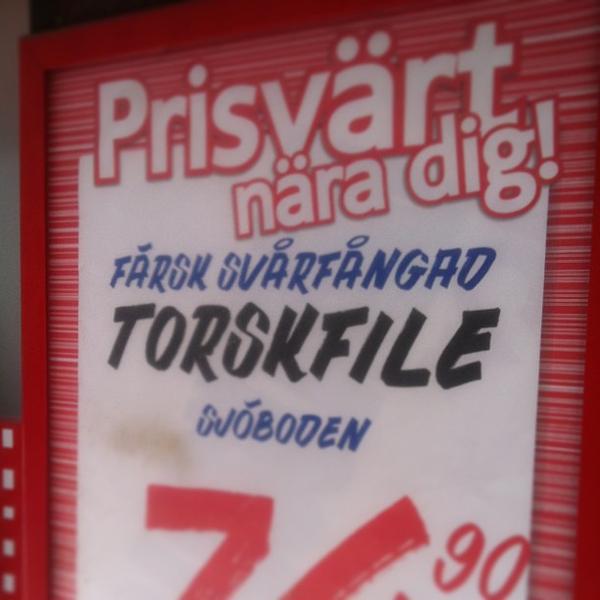 Prisvärt
nära dig!
FÄRSK SVÅRFÅNGAD
TORSKFILE
SJÖBODEN
90